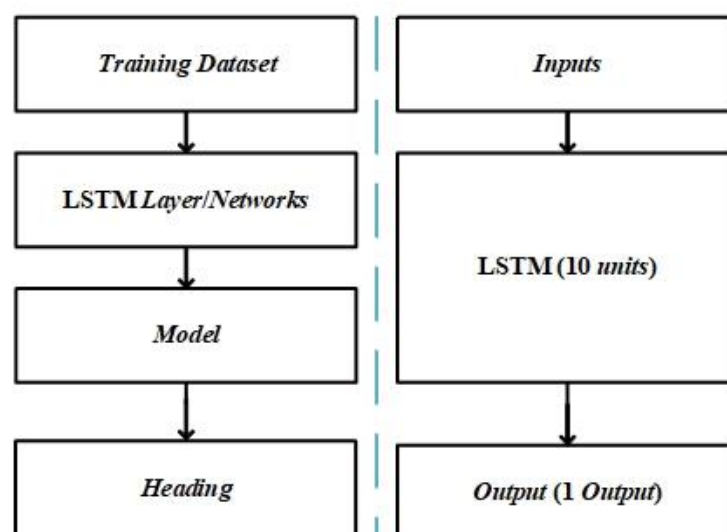 Training Dataset
LSTM Layer/Networks
Model
Heading
Inputs
LSTM (10 units)
Output (1 Output)